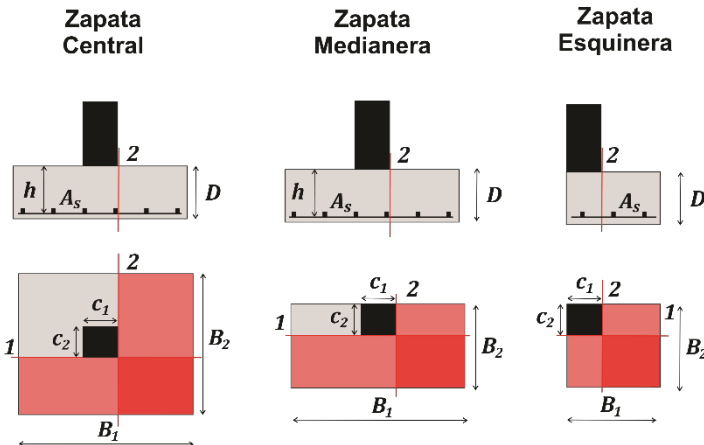 Zapata
Central
Zapata
Medianera
Zapata
Esquinera
2
h
A_s
D
2
c_1
c_2
1
B_2
B_1
2
h
A_s
D
2
c_1
c_2
1
B_2
B_1
2
A_s
D
c_1
2
c_2
1
B_2
B_1